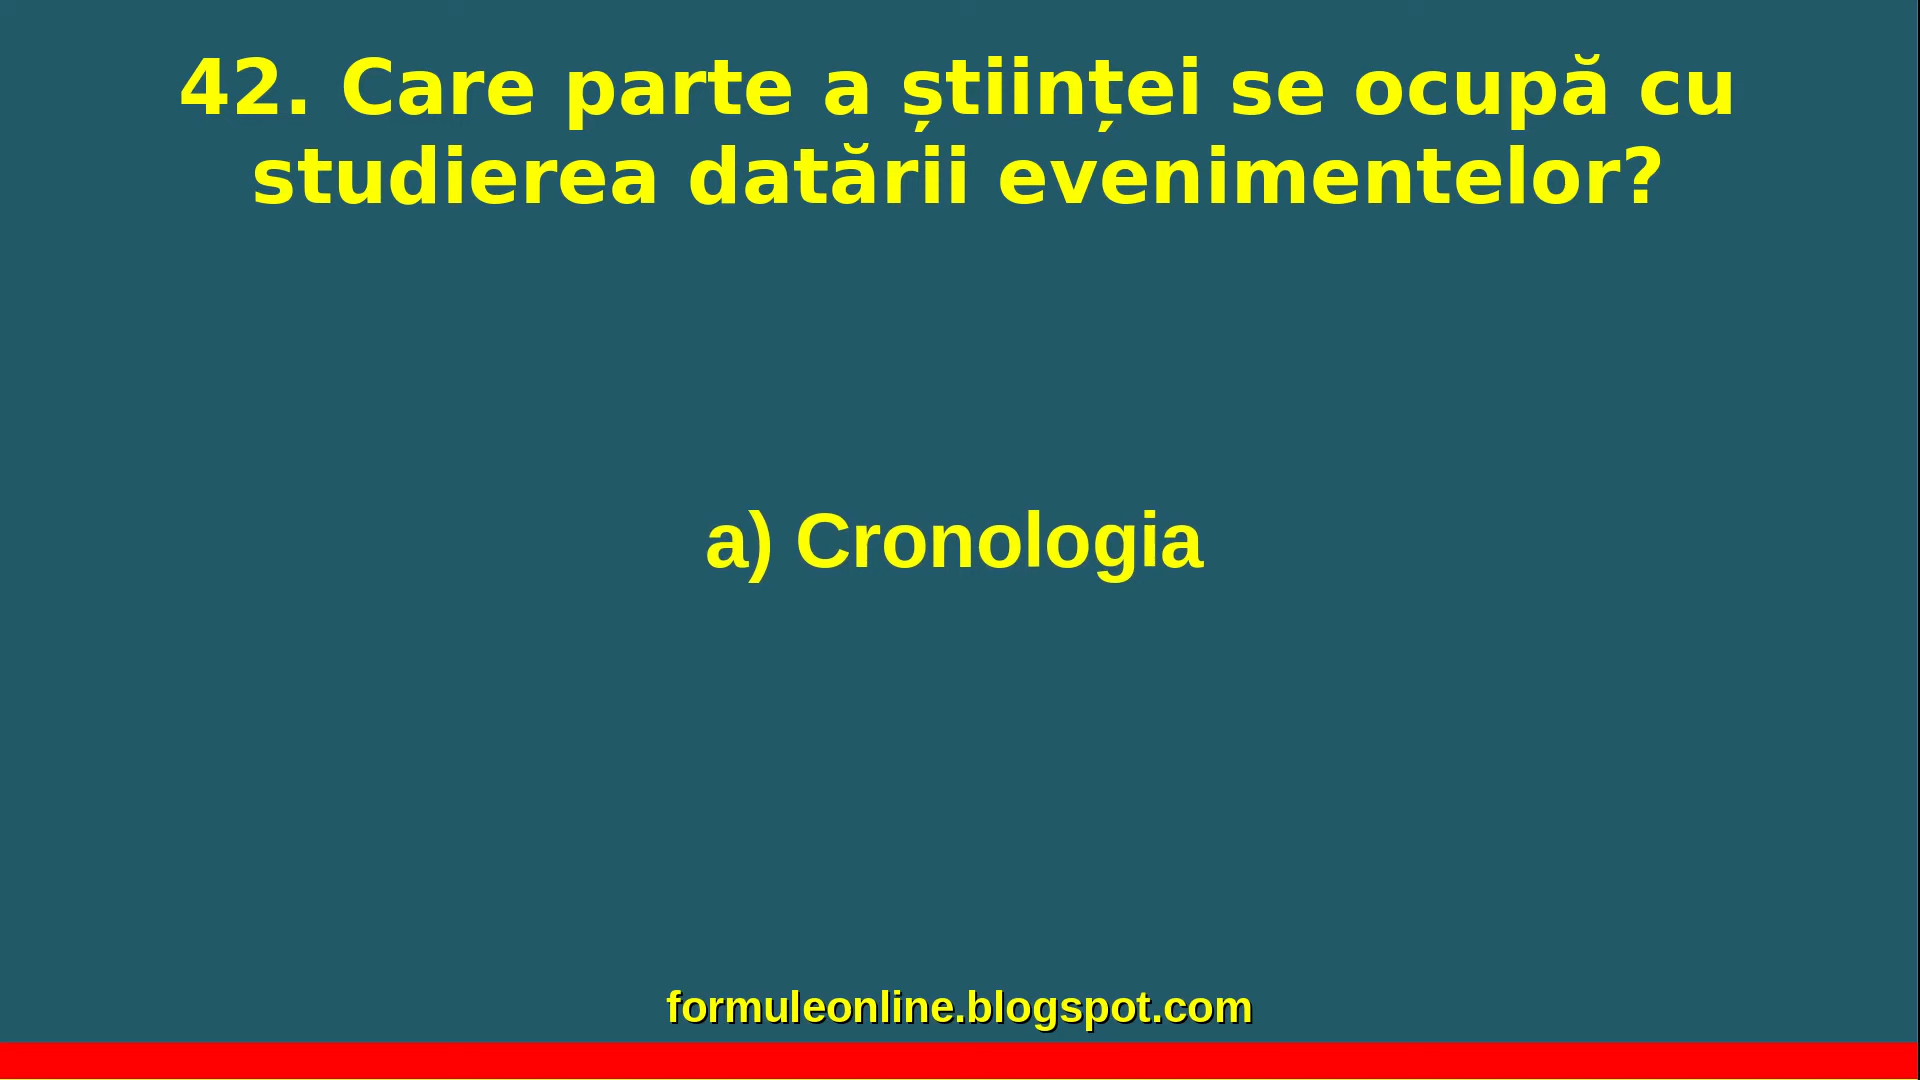 42. Care parte a științei se ocupă cu
studierea datării evenimentelor?
a) Cronologia
formuleonline.blogspot.com